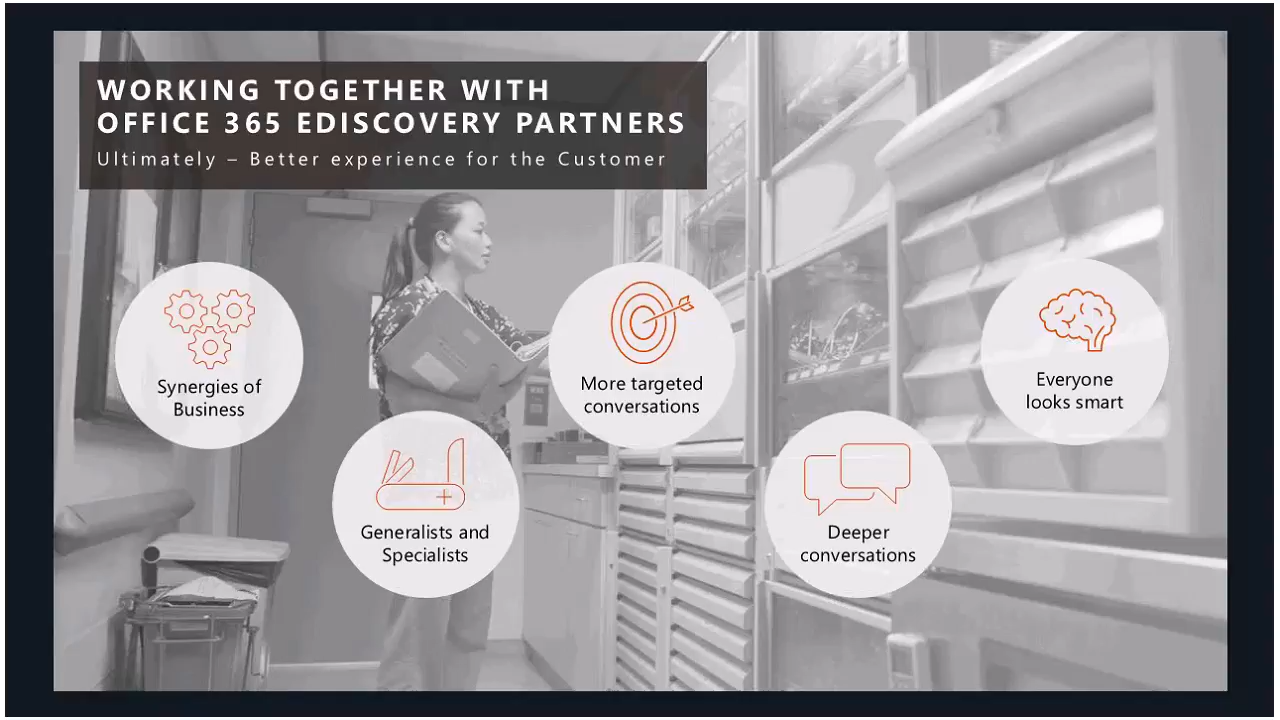 WORKING TOGETHER WITH
OFFICE 365 EDISCOVERY PARTNERS
Ultimately – Better experience for the Customer
Synergies of
Business
Generalists and
Specialists
More targeted
conversations
Deeper
conversations
Everyone
looks smart